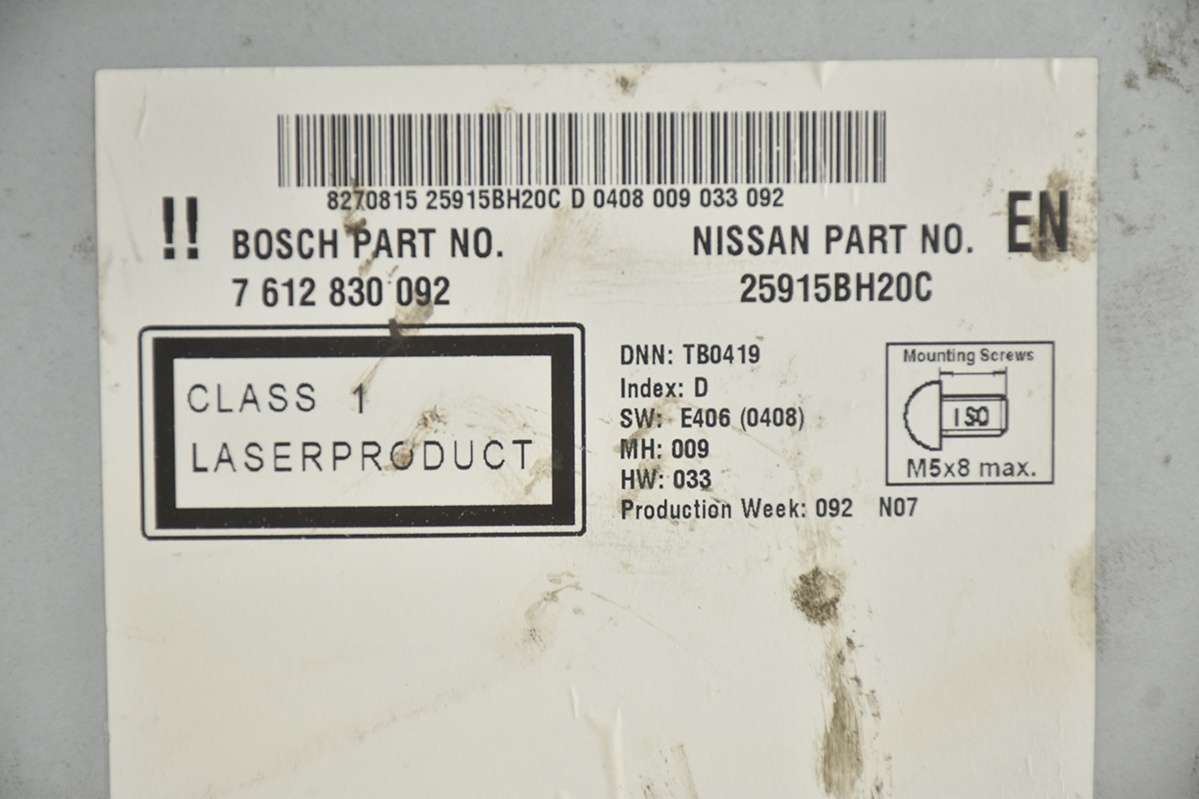 8270815 25915BH20C D 0408 009 033 092
!! BOSCH PART NO. NISSAN PART NO. EN
7 612 830 092 25915BH20C
CLASS 1
LASERPRODUCT
DNN: TB0419
Index: D
SW: E406 (0408)
MH: 009
HW: 033
Production Week: 092 N07
Mounting Screws
ISO
M5x8 max.